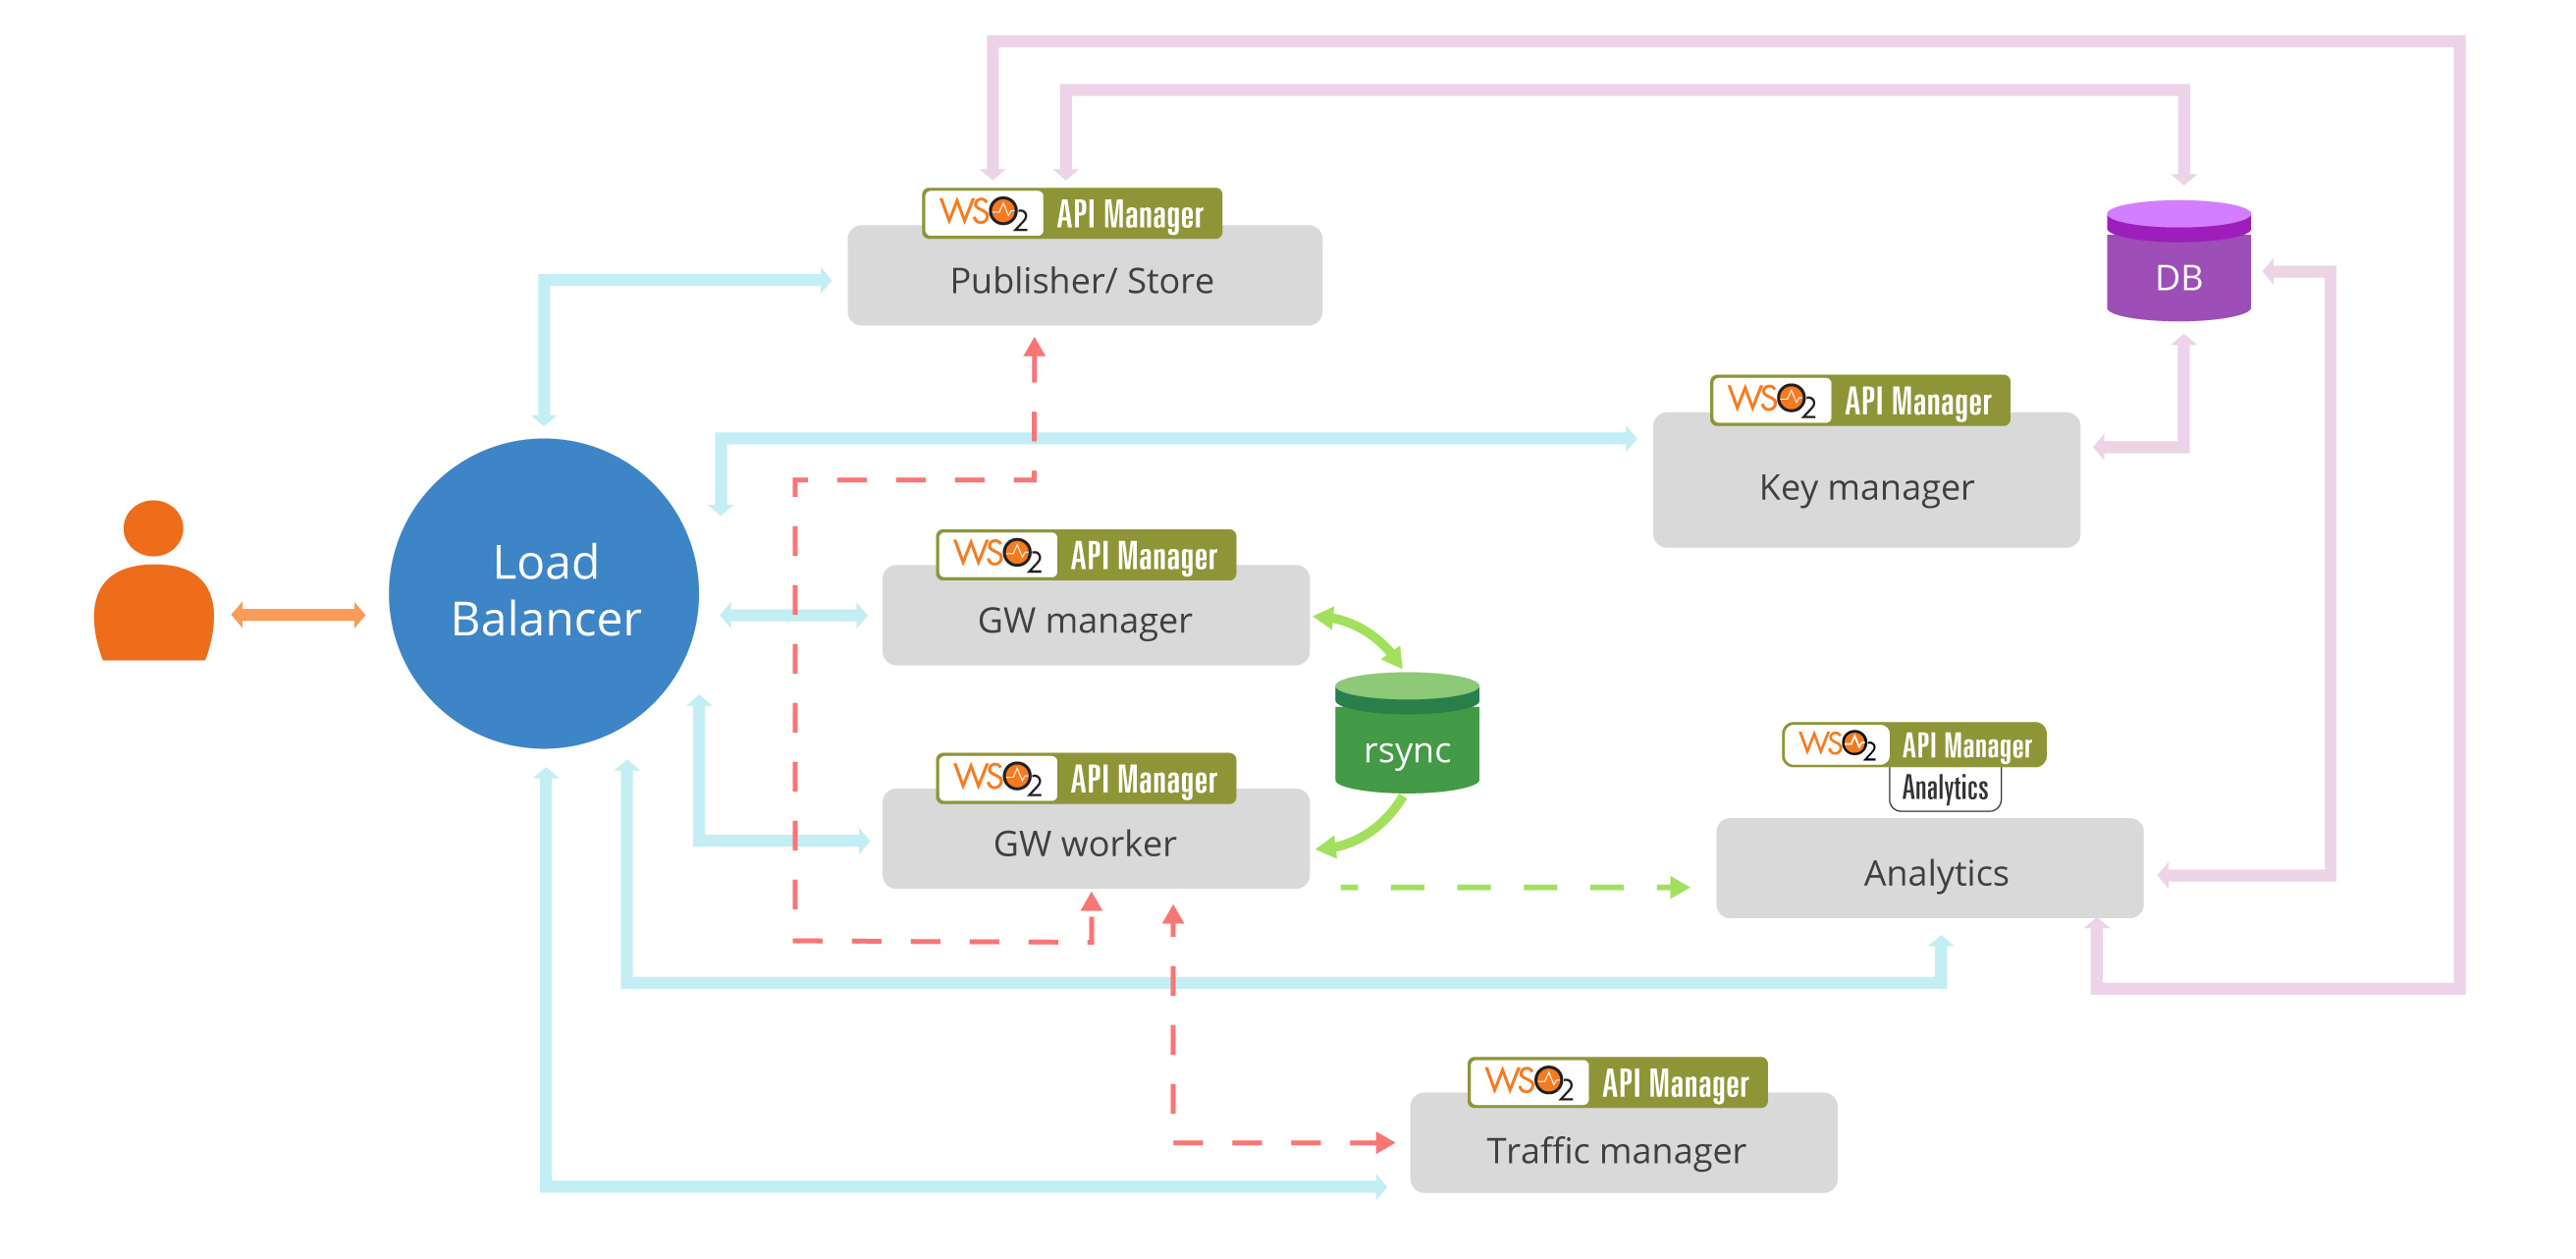 WSO2 API Manager
Publisher/ Store
DB
WSO2 API Manager
Key manager
Load
Balancer
WSO2 API Manager
GW manager
rsync
WSO2 API Manager
GW worker
WSO2 API Manager
Analytics
Analytics
WSO2 API Manager
Traffic manager